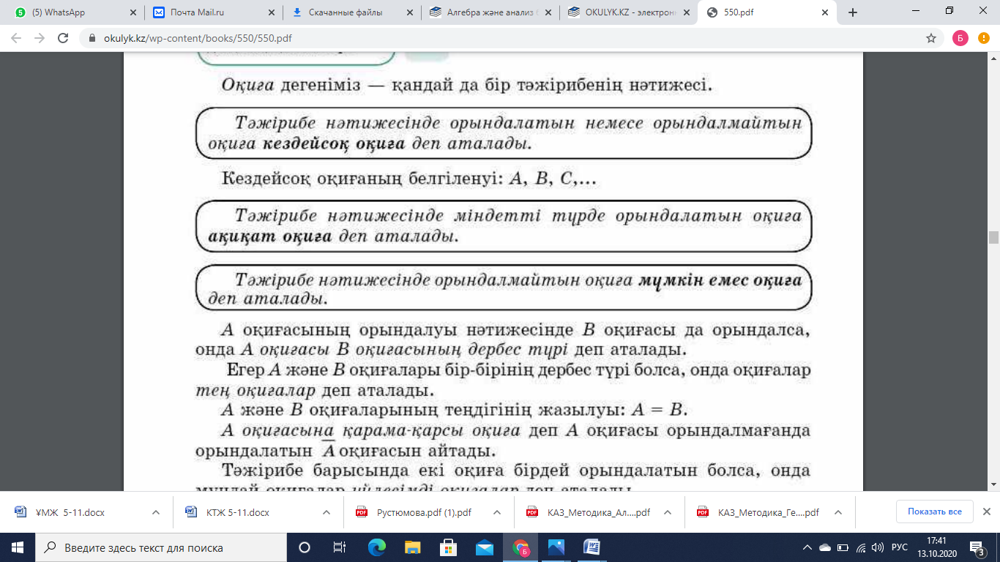 (5) WhatsApp
Почта Mail.ru
Скачанные файлы
Алгебра және анализ б
OKULYK.KZ - электронн
550.pdf
okulyk.kz/wp-content/books/550/550.pdf
Б
Оқиға дегеніміз — қандай да бір тәжірибенің нәтижесі.
Тәжірибе нәтижесінде орындалатын немесе орындалмайтын
оқиға кездейсоқ оқиға деп аталады.
Кездейсоқ оқиғаның белгіленуі: A, B, C,...
Тәжірибе нәтижесінде міндетті түрде орындалатын оқиға
ақиқат оқиға деп аталады.
Тәжірибе нәтижесінде орындалмайтын оқиға мүмкін емес оқиға
деп аталады.
A оқиғасының орындалуы нәтижесінде B оқиғасы да орындалса,
онда A оқиғасы B оқиғасының дербес түрі деп аталады.
Егер A және B оқиғалары бір-бірінің дербес түрі болса, онда оқиғалар
тең оқиғалар деп аталады.
A және B оқиғаларының теңдігінің жазылуы: A = B.
A оқиғасына қарама-қарсы оқиға деп A оқиғасы орындалмағанда
орындалатын A̅ оқиғасын айтады.
Тәжірибе барысында екі оқиға бірдей орындалатын болса, онда
мұндай оқиғалар үйлесімді оқиғалар деп аталады.
ҰМЖ 5-11.docx
КТЖ 5-11.docx
Рустюмова.pdf (1).pdf
КАЗ_Методика_Ал....pdf
КАЗ_Методика_Ге....pdf
Показать все
Введите здесь текст для поиска
РУС
17:41
13.10.2020
3